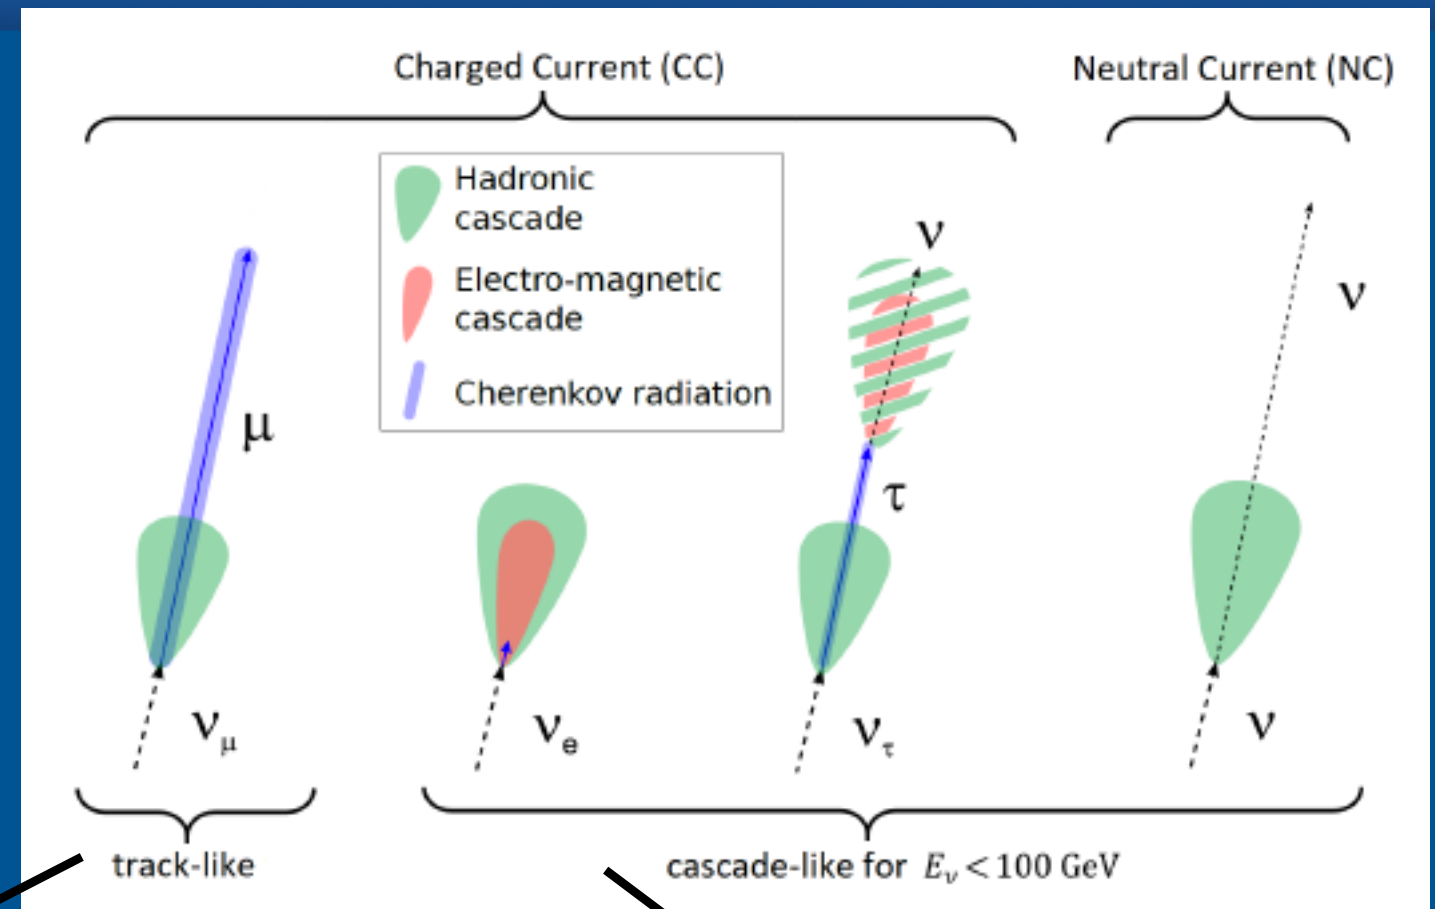 Charged Current (CC)
Neutral Current (NC)
Hadronic
cascade
Electro-magnetic
cascade
Cherenkov radiation
ν
ν
μ
τ
ν_μ
ν_e
ν_τ
ν
track-like
cascade-like for E_ν < 100 GeV